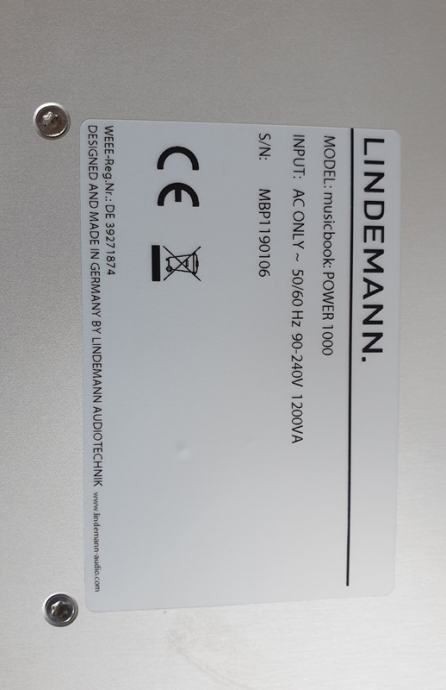 LINDEMANN.
MODEL: musicbook: POWER 1000
INPUT: AC ONLY ~ 50/60 Hz 90-240V 1200VA
S/N: MBP1190106
CE
WEEE-Reg.Nr.: DE 39271874
DESIGNED AND MADE IN GERMANY BY LINDEMANN AUDIOTECHNIK www.lindemann-audio.com